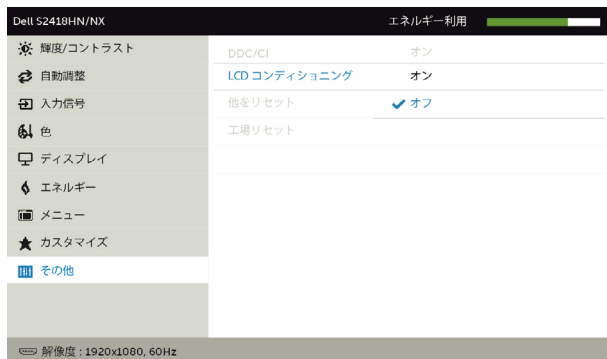 Dell S2418HN/NX エネルギー利用
輝度/コントラスト
自動調整
入力信号
色
ディスプレイ
エネルギー
メニュー
カスタマイズ
その他
DDC/CI オン
LCD コンディショニング オン
他をリセット オフ
工場リセット
解像度 : 1920x1080, 60Hz